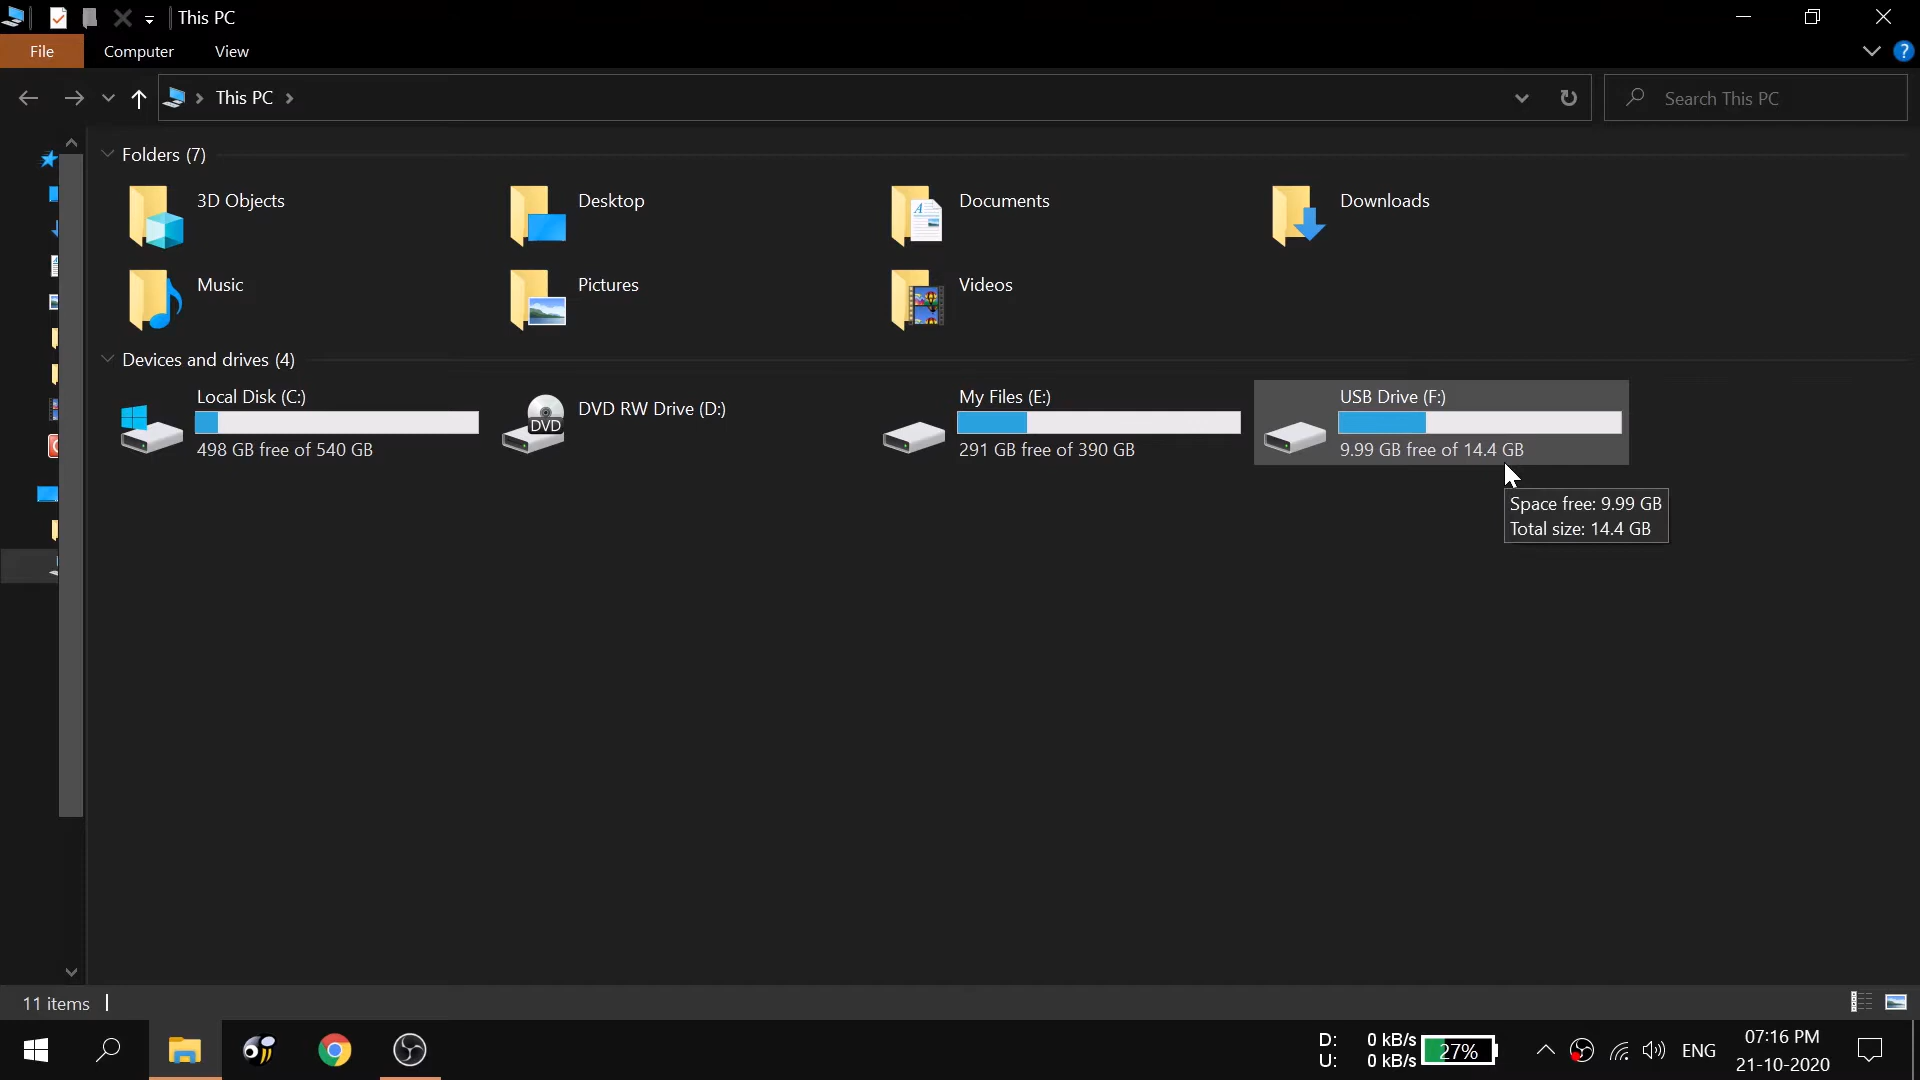 This PC
File Computer View
This PC Search This PC
Folders (7)
3D Objects Desktop Documents Downloads
Music Pictures Videos
Devices and drives (4)
Local Disk (C:)
498 GB free of 540 GB
DVD
DVD RW Drive (D:)
My Files (E:)
291 GB free of 390 GB
USB Drive (F:)
9.99 GB free of 14.4 GB
Space free: 9.99 GB
Total size: 14.4 GB
11 items
D: 0 kB/s
U: 0 kB/s
27%
ENG
07:16 PM
21-10-2020